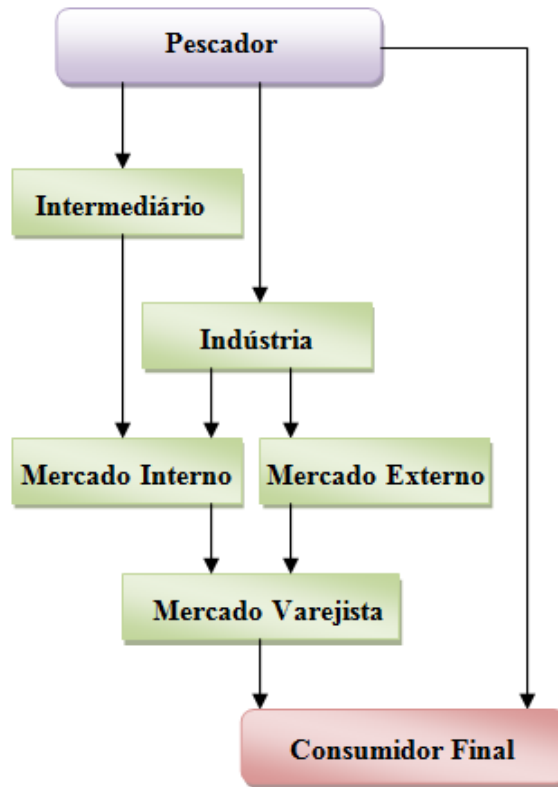 Pescador
Intermediário
Indústria
Mercado Interno
Mercado Externo
Mercado Varejista
Consumidor Final